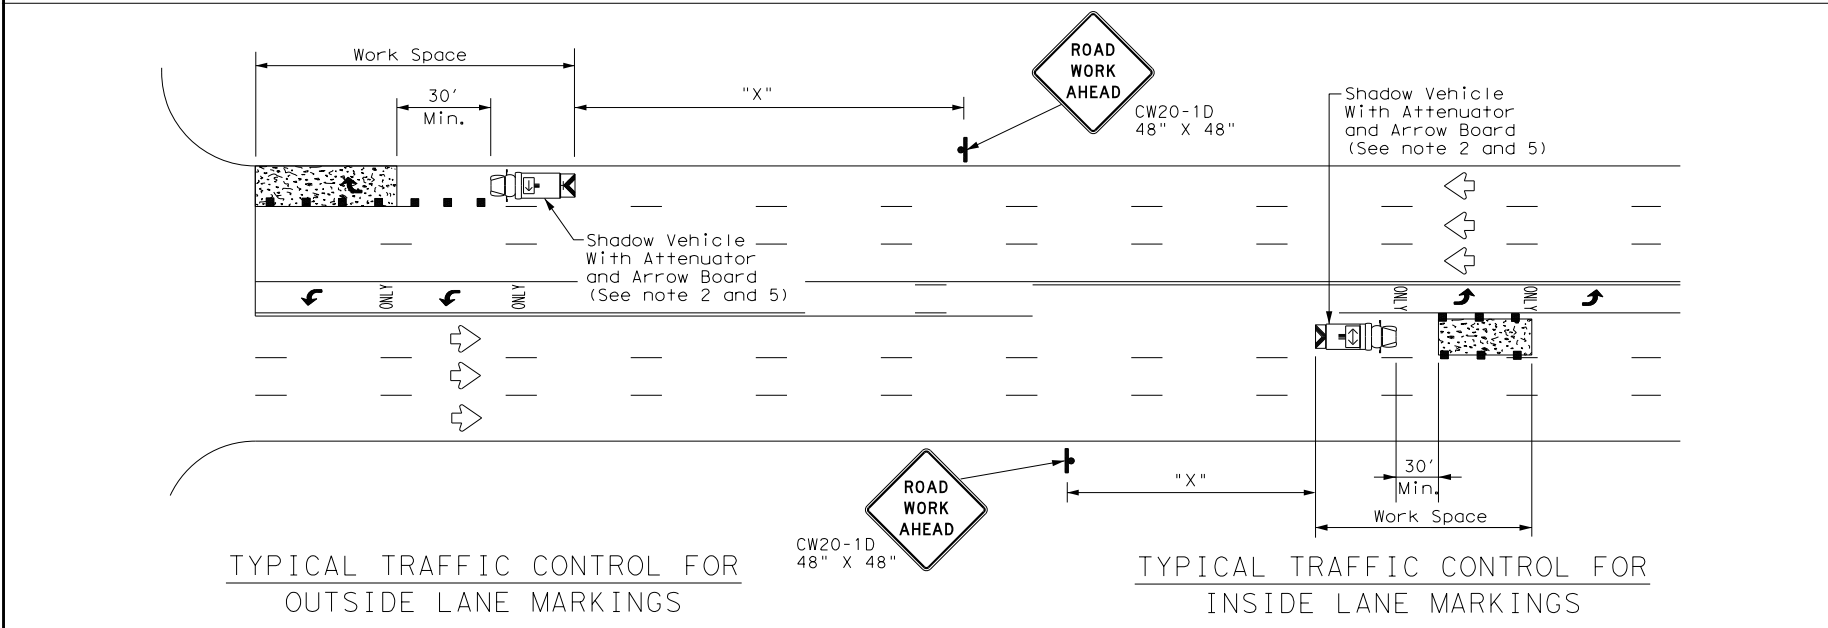 Work Space
30'
Min.
"X"
ROAD
WORK
AHEAD
CW20-1D
48" X 48"
Shadow Vehicle
With Attenuator
and Arrow Board
(See note 2 and 5)
Shadow Vehicle
With Attenuator
and Arrow Board
(See note 2 and 5)
ONLY
ONLY
ONLY
ONLY
ROAD
WORK
AHEAD
CW20-1D
48" X 48"
"X"
30'
Min.
Work Space
TYPICAL TRAFFIC CONTROL FOR
OUTSIDE LANE MARKINGS
TYPICAL TRAFFIC CONTROL FOR
INSIDE LANE MARKINGS